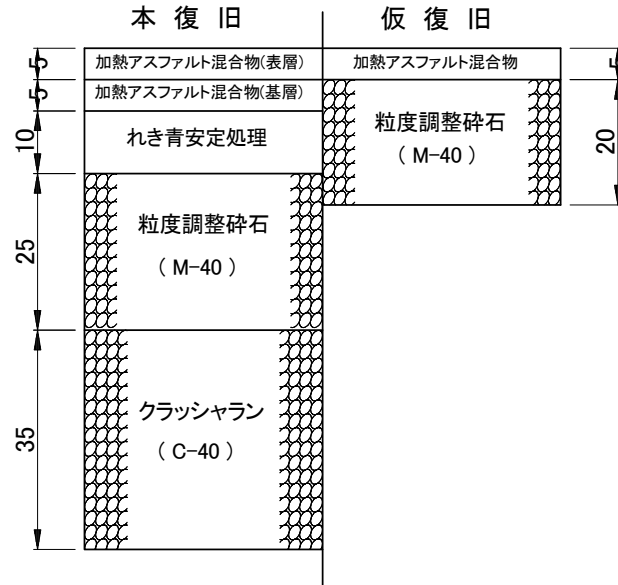 本復旧
仮復旧
5
加熱アスファルト混合物(表層)
加熱アスファルト混合物
5
5
加熱アスファルト混合物(基層)
10
れき青安定処理
粒度調整砕石
( M-40 )
20
25
粒度調整砕石
( M-40 )
35
クラッシャラン
( C-40 )